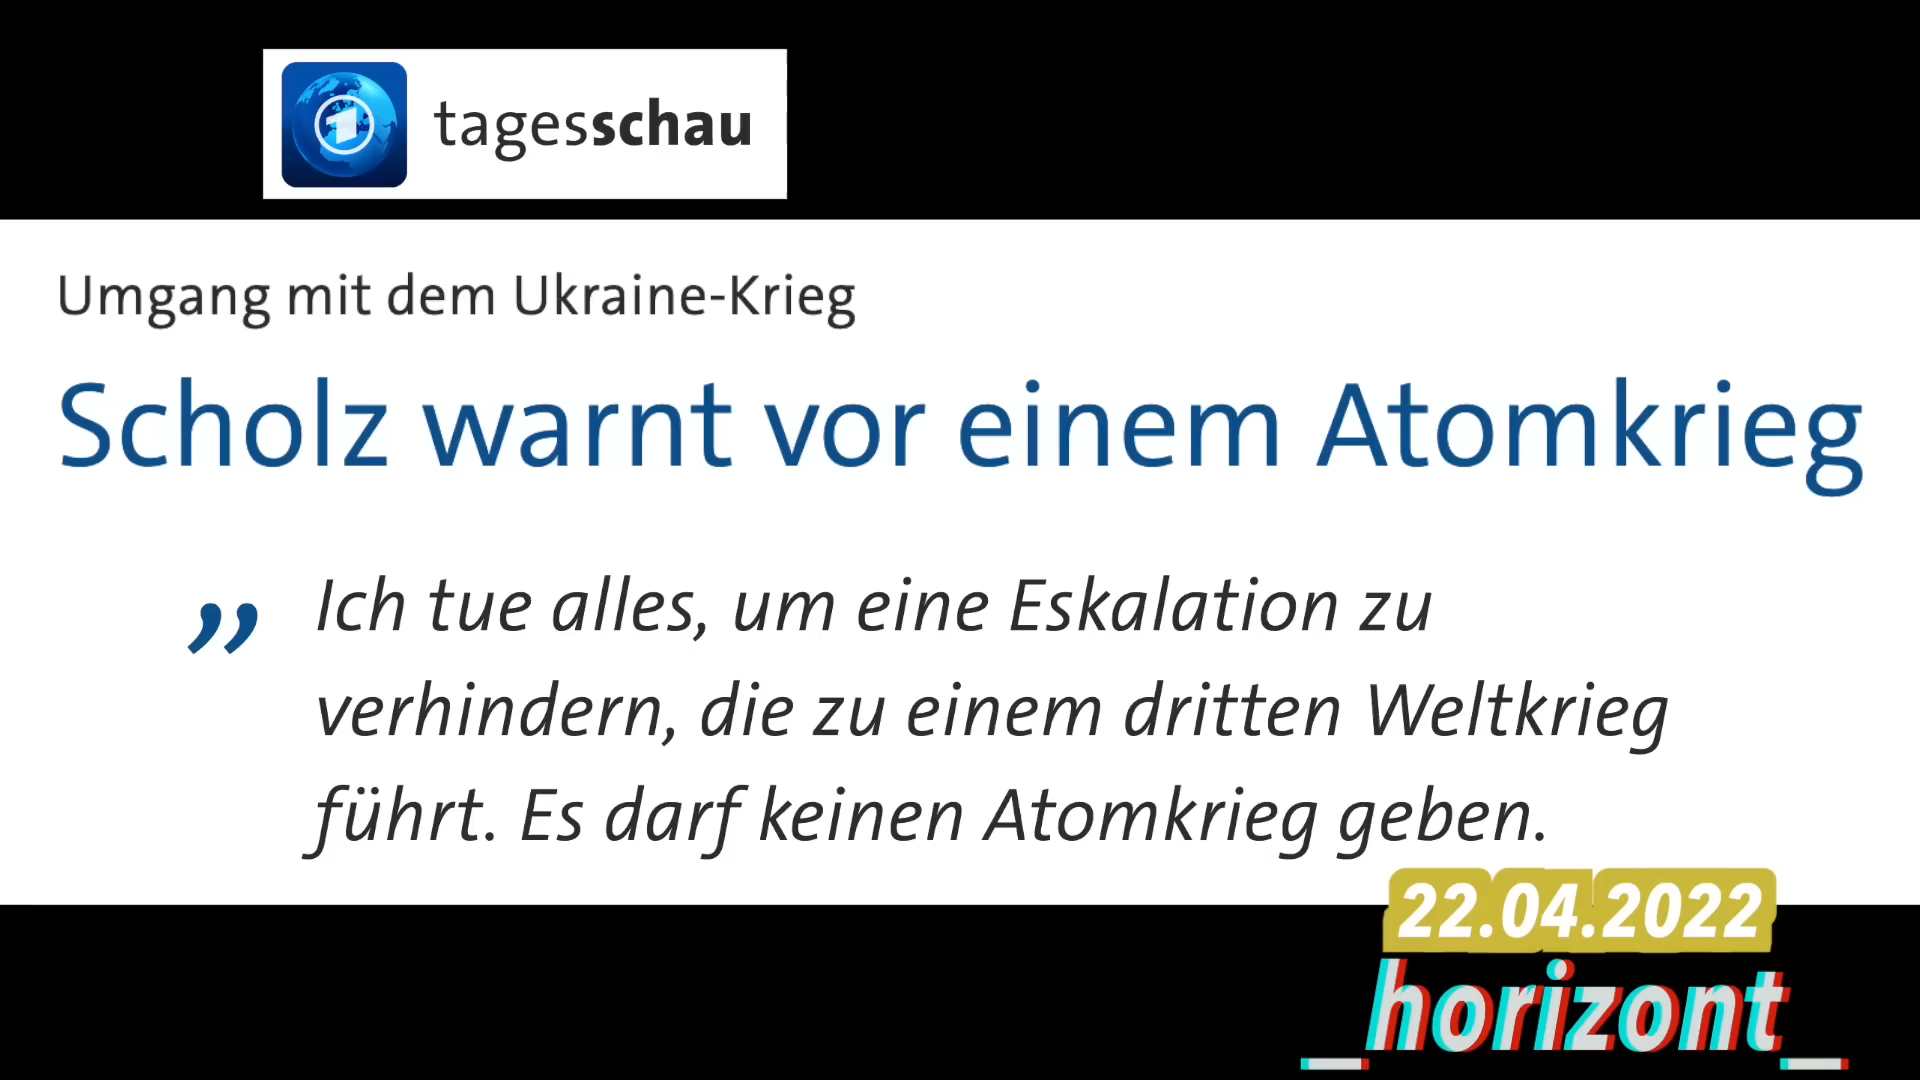 tagesschau
Umgang mit dem Ukraine-Krieg
Scholz warnt vor einem Atomkrieg
” Ich tue alles, um eine Eskalation zu
verhindern, die zu einem dritten Weltkrieg
führt. Es darf keinen Atomkrieg geben.
22.04.2022
_horizont_